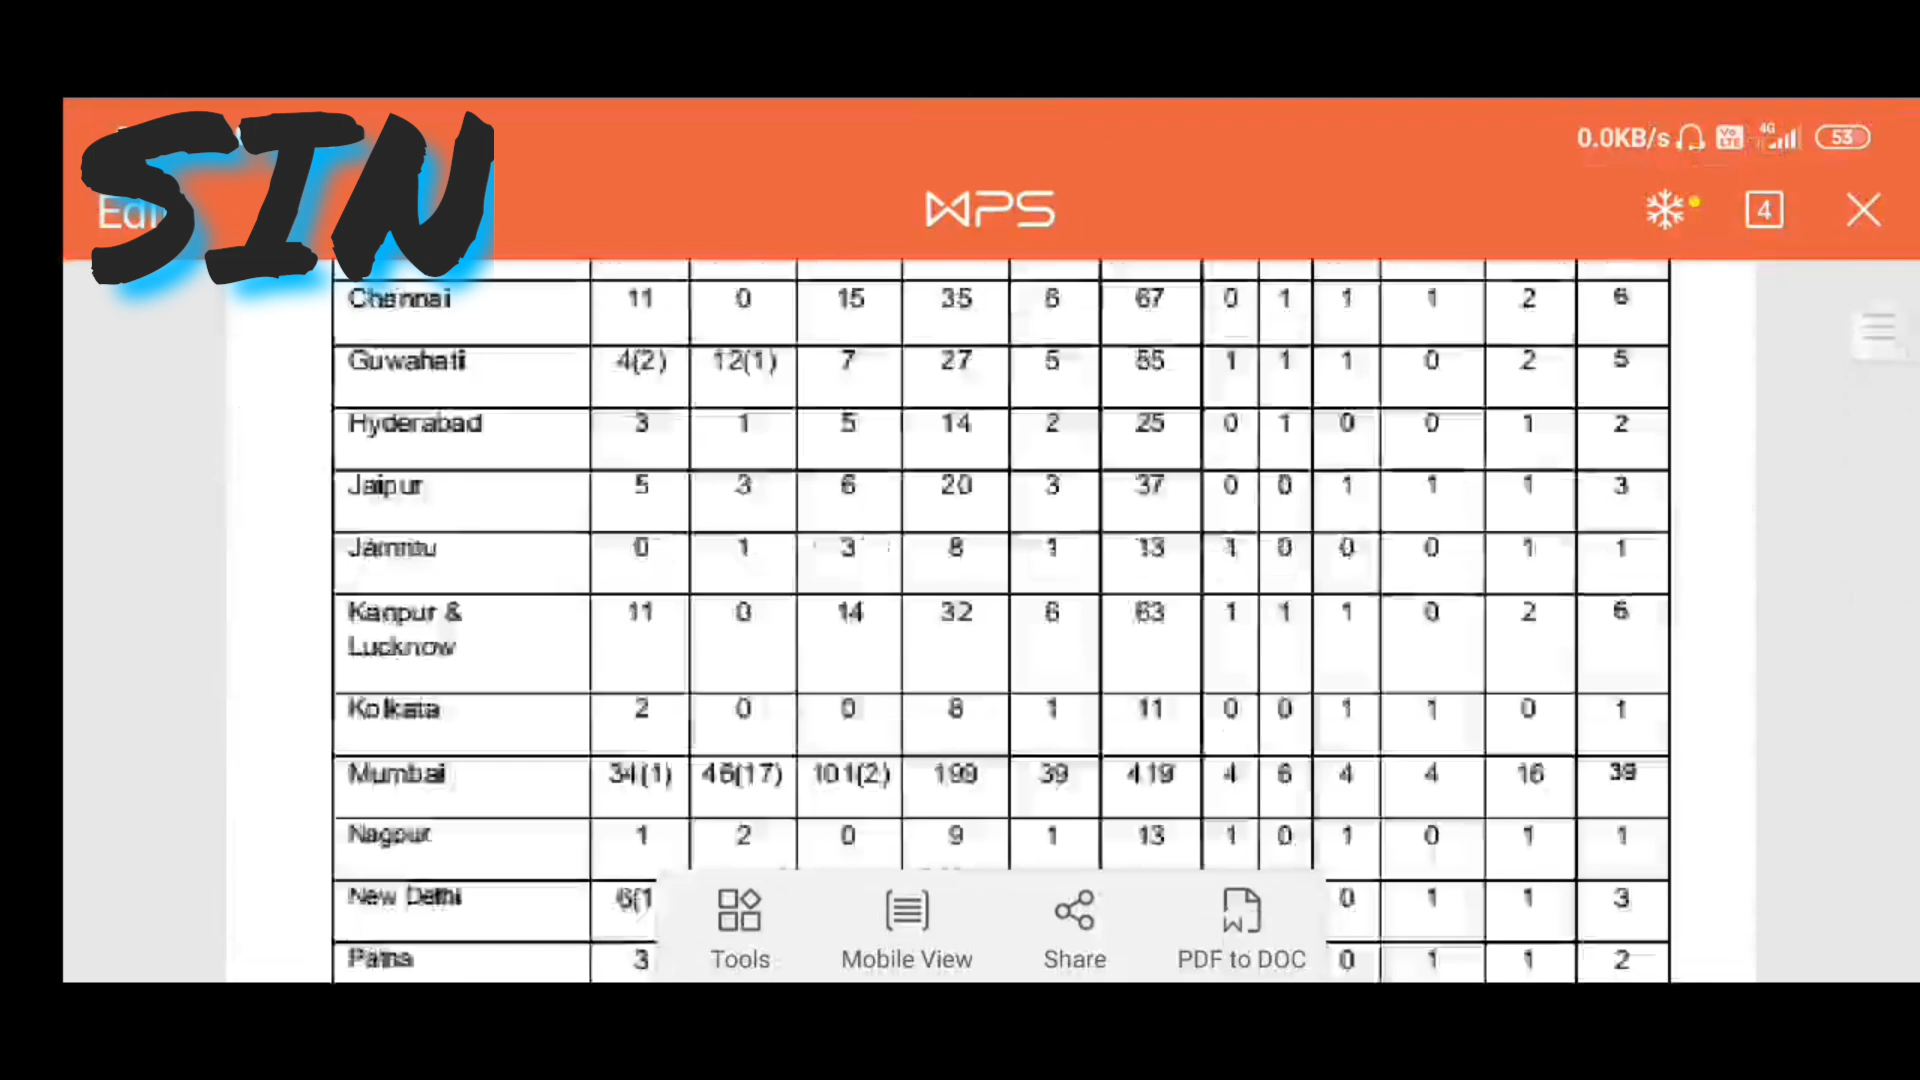 SIN
0.0KB/s Vo LTE 4G 53
Edi
WPS
4
Chennai 11 0 15 35 6 67 0 1 1 1 2 6
Guwahati 4(2) 12(1) 7 27 5 55 1 1 1 0 2 5
Hyderabad 3 1 5 14 2 25 0 1 0 0 1 2
Jaipur 5 3 6 20 3 37 0 0 1 1 1 3
Jammu 0 1 3 8 1 13 1 0 0 0 1 1
Kanpur & 11 0 14 32 6 63 1 1 1 0 2 6
Lucknow
Kolkata 2 0 0 8 1 11 0 0 1 1 0 1
Mumbai 34(1) 46(17) 101(2) 199 39 419 4 6 4 4 16 39
Nagpur 1 2 0 9 1 13 1 0 1 0 1 1
New Delhi 6(1 0 1 1 3
Patna 3 0 1 1 2
Tools Mobile View Share PDF to DOC